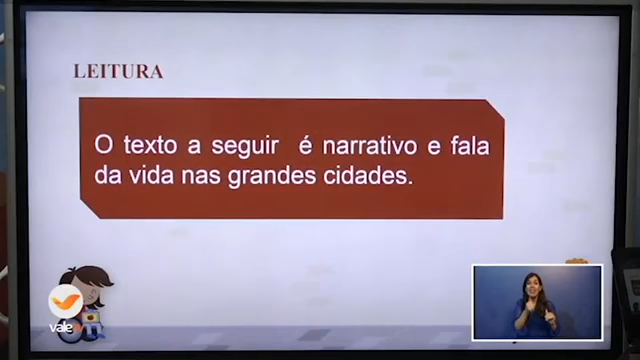 LEITURA
O texto a seguir é narrativo e fala
da vida nas grandes cidades.
vale